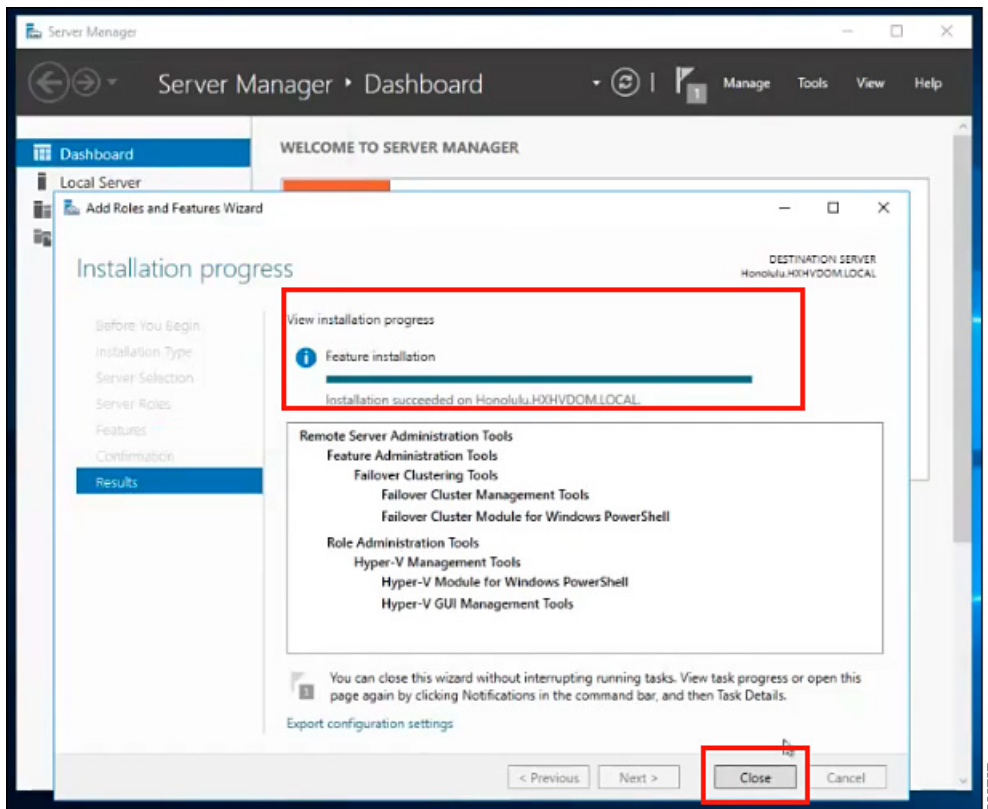 Server Manager
Server Manager ‣ Dashboard
1
Manage Tools View Help
Dashboard
WELCOME TO SERVER MANAGER
Local Server
Add Roles and Features Wizard
Installation progress
DESTINATION SERVER
Honolulu.HXHVDOM.LOCAL
Before You Begin
Installation Type
Server Selection
Server Roles
Features
Confirmation
Results
View installation progress
Feature installation
Installation succeeded on Honolulu.HXHVDOM.LOCAL.
Remote Server Administration Tools
Feature Administration Tools
Failover Clustering Tools
Failover Cluster Management Tools
Failover Cluster Module for Windows PowerShell
Role Administration Tools
Hyper-V Management Tools
Hyper-V Module for Windows PowerShell
Hyper-V GUI Management Tools
1
You can close this wizard without interrupting running tasks. View task progress or open this
page again by clicking Notifications in the command bar, and then Task Details.
Export configuration settings
< Previous Next > Close Cancel